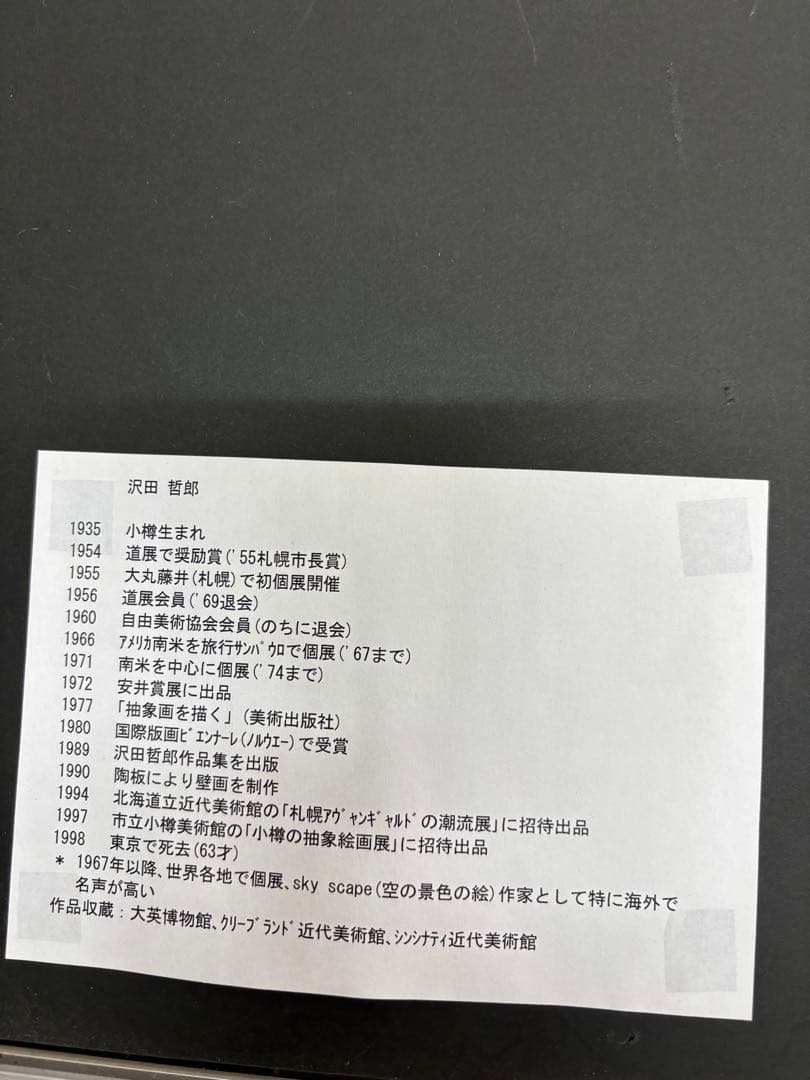 沢田 哲郎
1935 小樽生まれ
1954 道展で奨励賞('55札幌市長賞)
1955 大丸藤井(札幌)で初個展開催
1956 道展会員('69退会)
1960 自由美術協会会員(のちに退会)
1966 ｱﾒﾘｶ南米を旅行ｻﾝﾊﾟｳﾛで個展('67まで)
1971 南米を中心に個展('74まで)
1972 安井賞展に出品
1977 「抽象画を描く」(美術出版社)
1980 国際版画ﾋﾞｴﾝﾅｰﾚ(ﾉﾙｳｴｰ)で受賞
1989 沢田哲郎作品集を出版
1990 陶板により壁画を制作
1994 北海道立近代美術館の「札幌ｱｳﾞｧﾝｷﾞｬﾙﾄﾞの潮流展」に招待出品
1997 市立小樽美術館の「小樽の抽象絵画展」に招待出品
1998 東京で死去(63才)
* 1967年以降、世界各地で個展、sky scape(空の景色の絵)作家として特に海外で
名声が高い
作品収蔵：大英博物館、ｸﾘｰﾌﾞﾗﾝﾄﾞ近代美術館、ｼﾝｼﾅﾃｨ近代美術館